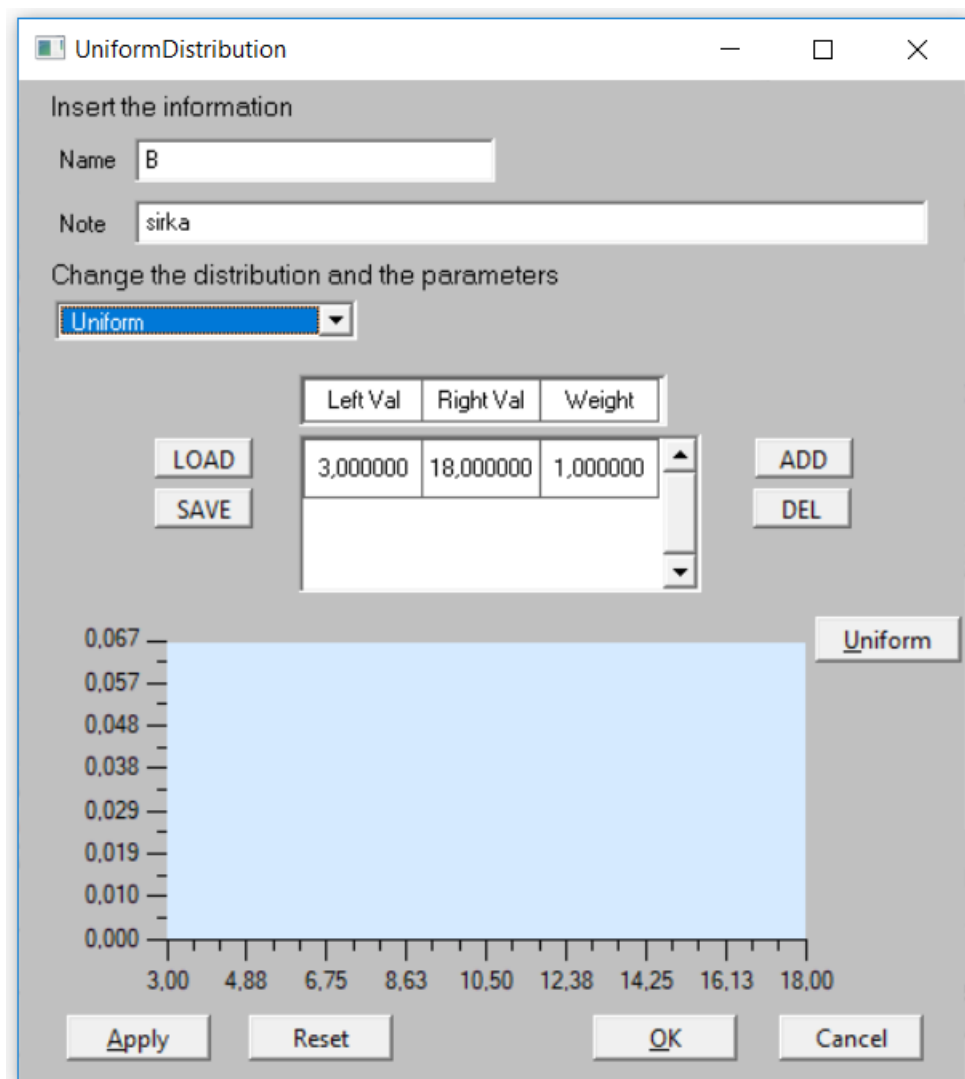 UniformDistribution
Insert the information
Name B
Note sirka
Change the distribution and the parameters
Uniform
Left Val Right Val Weight
LOAD 3,000000 18,000000 1,000000 ADD
SAVE DEL
Uniform
0,067
0,057
0,048
0,038
0,029
0,019
0,010
0,000
3,00 4,88 6,75 8,63 10,50 12,38 14,25 16,13 18,00
Apply Reset OK Cancel